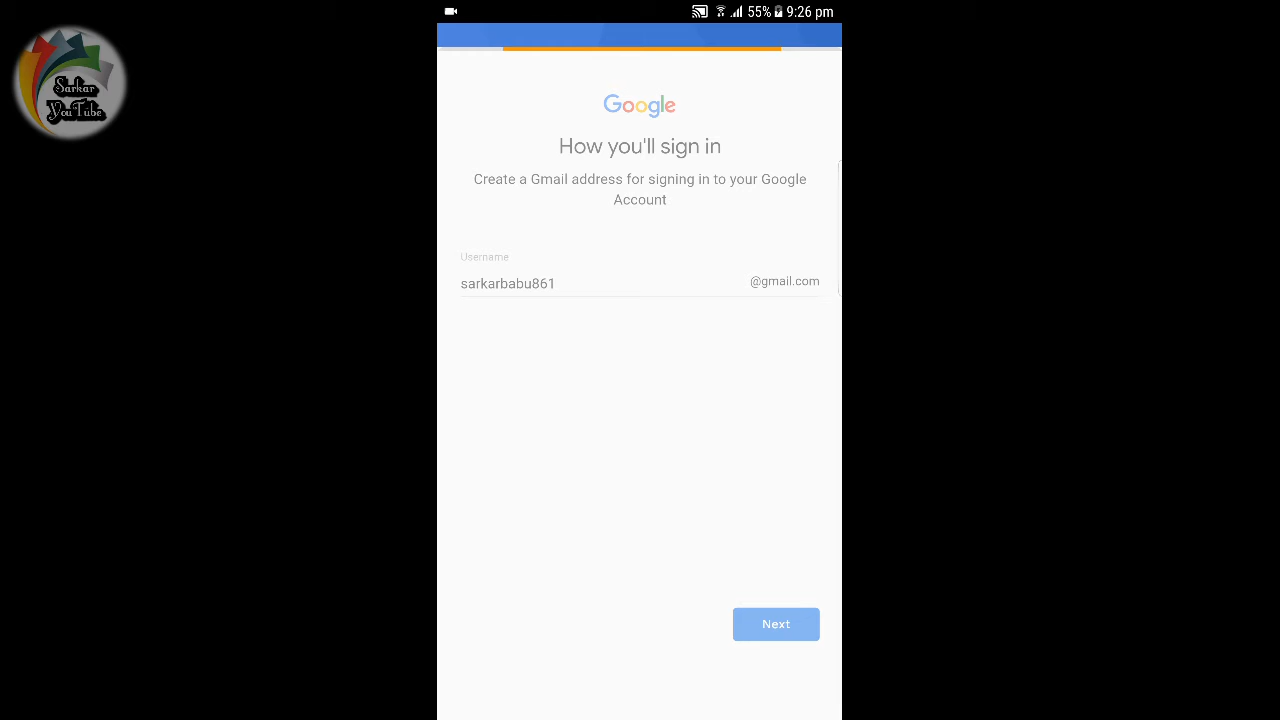 55% 9:26 pm
Sarkar
YouTube
Google
How you'll sign in
Create a Gmail address for signing in to your Google
Account
Username
sarkarbabu861 @gmail.com
Next